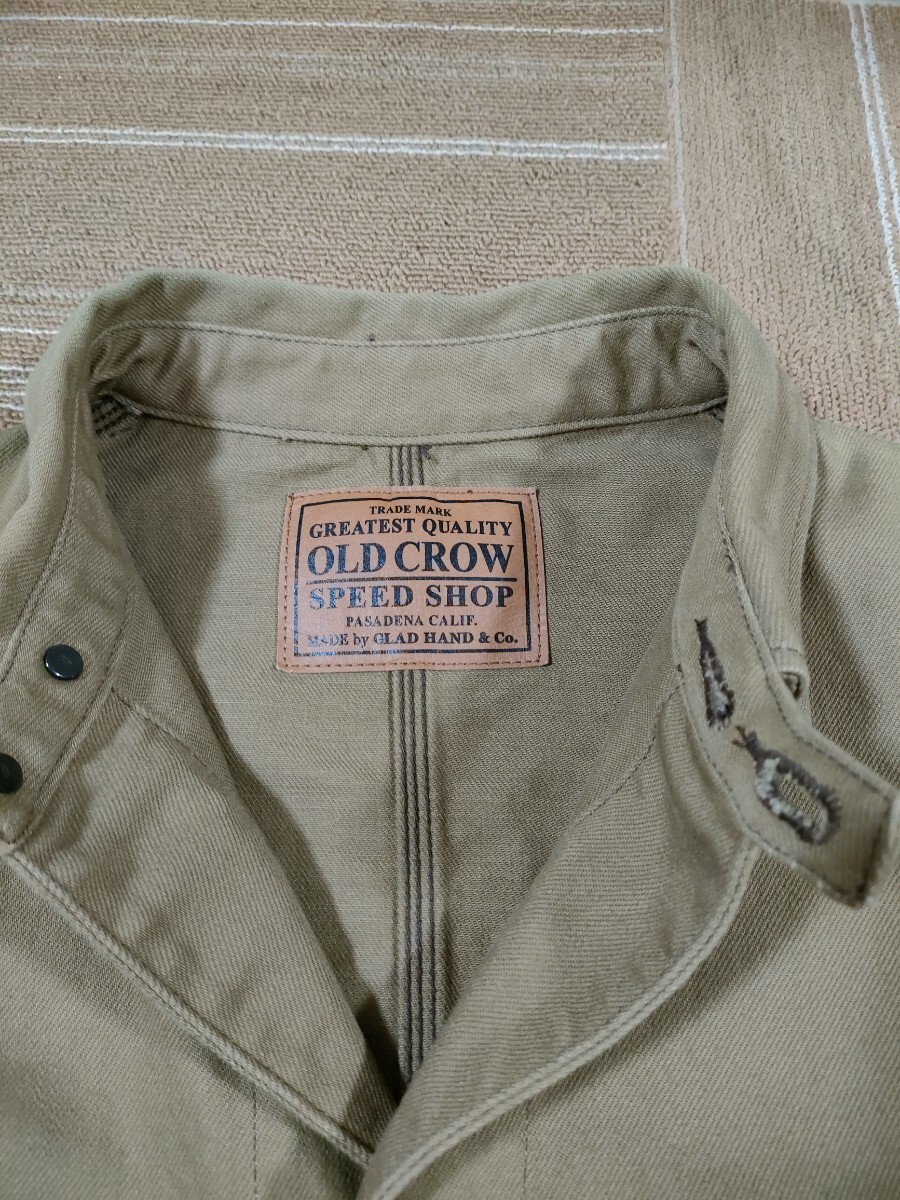 TRADE MARK
GREATEST QUALITY
OLD CROW
SPEED SHOP
PASADENA CALIF.
MADE by GLAD HAND & Co.